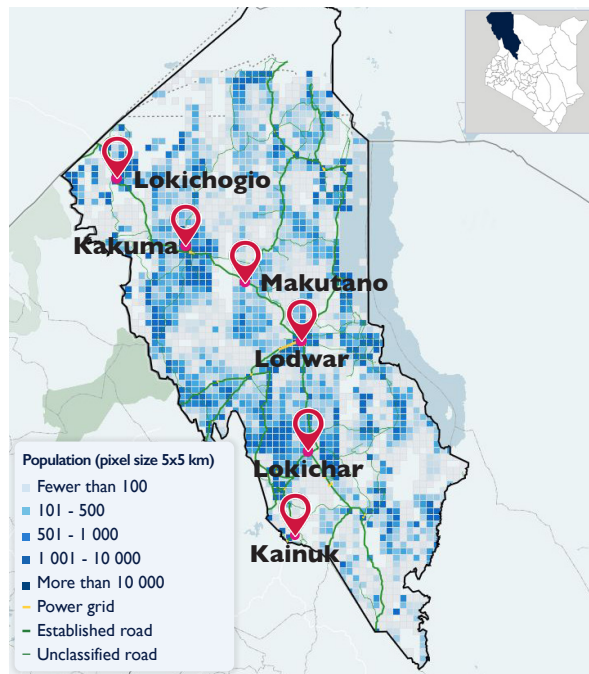 Lokichogio
Kakuma
Makutano
Lodwar
Lokichar
Kainuk
Population (pixel size 5x5 km)
Fewer than 100
101 - 500
501 - 1 000
1 001 - 10 000
More than 10 000
Power grid
Established road
Unclassified road